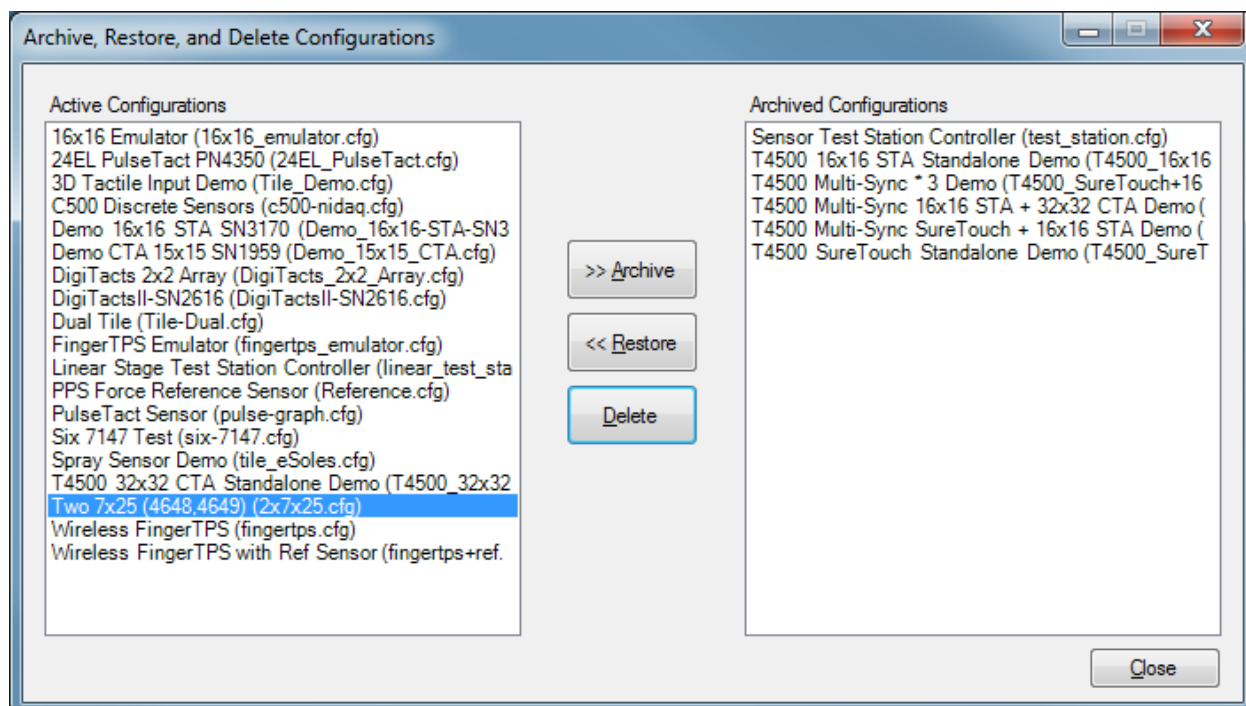 Archive, Restore, and Delete Configurations
Active Configurations
16x16 Emulator (16x16_emulator.cfg)
24EL PulseTact PN4350 (24EL_PulseTact.cfg)
3D Tactile Input Demo (Tile_Demo.cfg)
C500 Discrete Sensors (c500-nidaq.cfg)
Demo 16x16 STA SN3170 (Demo_16x16-STA-SN3
Demo CTA 15x15 SN1959 (Demo_15x15_CTA.cfg)
DigiTacts 2x2 Array (DigiTacts_2x2_Array.cfg)
DigiTactsII-SN2616 (DigiTactsII-SN2616.cfg)
Dual Tile (Tile-Dual.cfg)
FingerTPS Emulator (fingertps_emulator.cfg)
Linear Stage Test Station Controller (linear_test_sta
PPS Force Reference Sensor (Reference.cfg)
PulseTact Sensor (pulse-graph.cfg)
Six 7147 Test (six-7147.cfg)
Spray Sensor Demo (tile_eSoles.cfg)
T4500 32x32 CTA Standalone Demo (T4500_32x32
Two 7x25 (4648,4649) (2x7x25.cfg)
Wireless FingerTPS (fingertps.cfg)
Wireless FingerTPS with Ref Sensor (fingertps+ref.
>> Archive
<< Restore
Delete
Archived Configurations
Sensor Test Station Controller (test_station.cfg)
T4500 16x16 STA Standalone Demo (T4500_16x16
T4500 Multi-Sync * 3 Demo (T4500_SureTouch+16
T4500 Multi-Sync 16x16 STA + 32x32 CTA Demo (
T4500 Multi-Sync SureTouch + 16x16 STA Demo (
T4500 SureTouch Standalone Demo (T4500_SureT
Close